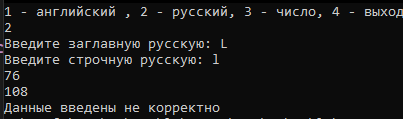 1 - английский , 2 - русский, 3 - число, 4 - выход
2
Введите заглавную русскую: L
Введите строчную русскую: l
76
108
Данные введены не корректно